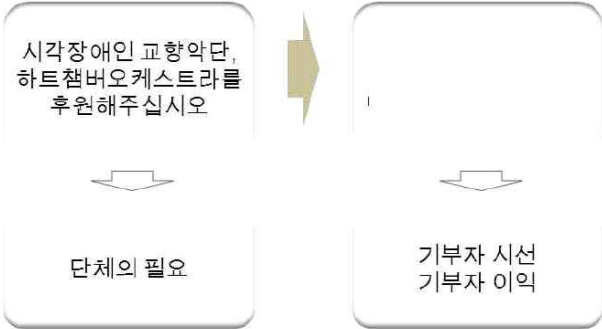 시각장애인 교향악단,
하트챔버오케스트라를
후원해주십시오
단체의 필요
기부자 시선
기부자 이익